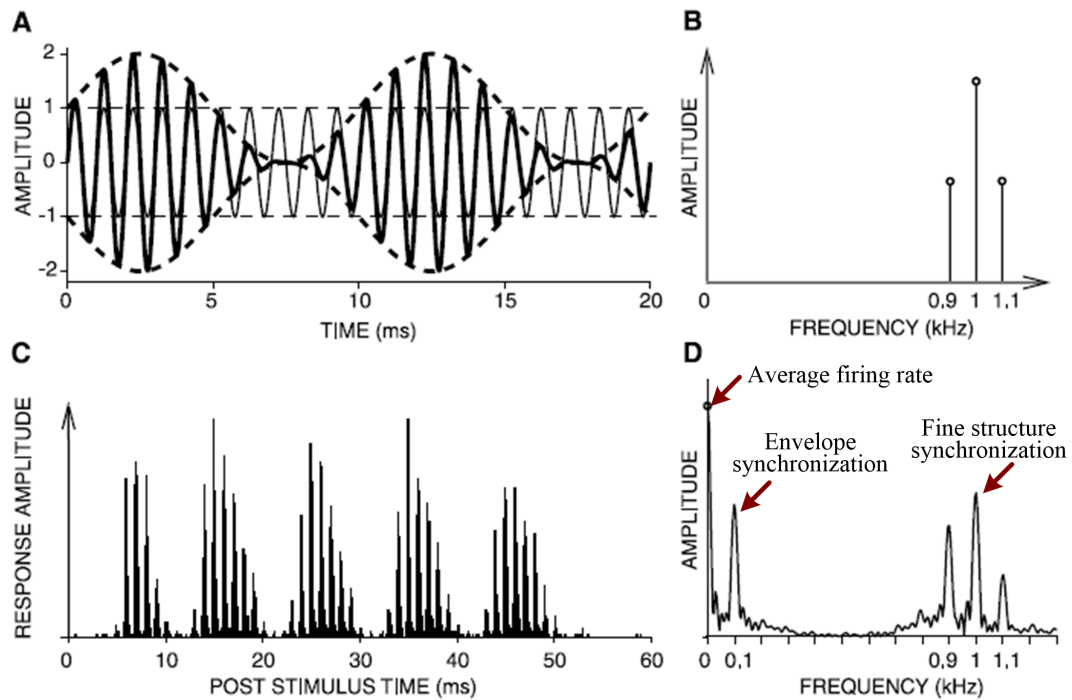 A
AMPLITUDE
2
1
0
-1
-2
0 5 10 15 20
TIME (ms)
B
AMPLITUDE
0 0,9 1 1,1
FREQUENCY (kHz)
C
RESPONSE AMPLITUDE
0 10 20 30 40 50 60
POST STIMULUS TIME (ms)
D
Average firing rate
Envelope
synchronization
Fine structure
synchronization
AMPLITUDE
0 0,1 0,9 1 1,1
FREQUENCY (kHz)